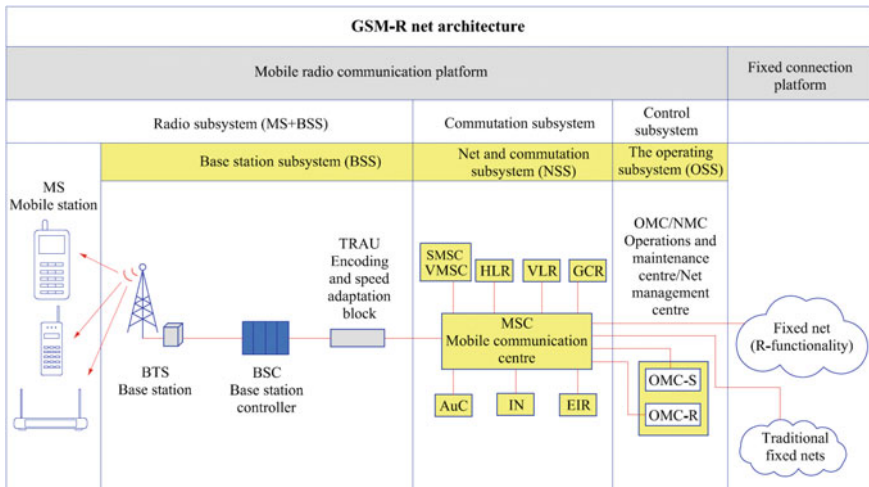 GSM-R net architecture
Mobile radio communication platform
Fixed connection
platform
Radio subsystem (MS+BSS)
Commutation subsystem
Control
subsystem
Base station subsystem (BSS)
Net and commutation
subsystem (NSS)
The operating
subsystem (OSS)
MS
Mobile station
TRAU
Encoding
and speed
adaptation
block
BTS
Base station
BSC
Base station
controller
SMSC
VMSC
HLR
VLR
GCR
MSC
Mobile communication
centre
AuC
IN
EIR
OMC/NMC
Operations and
maintenance
centre/Net
management
centre
OMC-S
OMC-R
Fixed net
(R-functionality)
Traditional
fixed nets